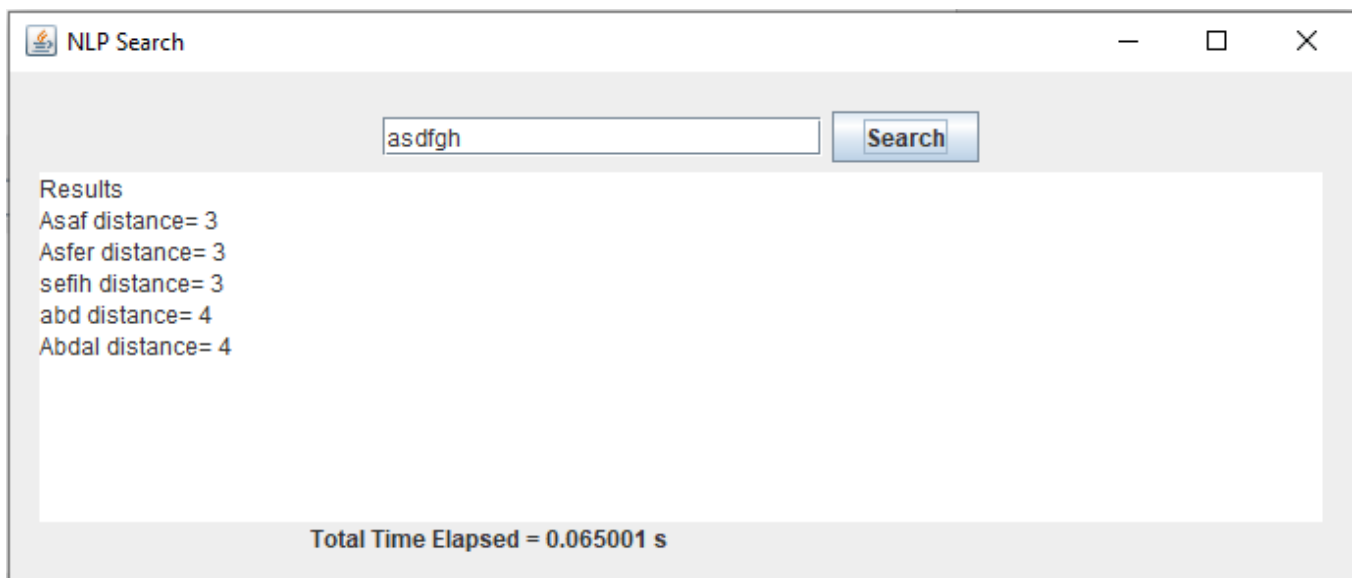 NLP Search
asdfgh Search
Results
Asaf distance= 3
Asfer distance= 3
sefih distance= 3
abd distance= 4
Abdal distance= 4
Total Time Elapsed = 0.065001 s